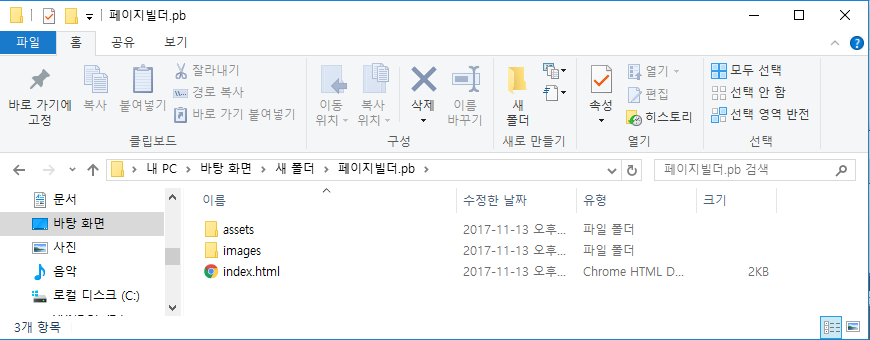 페이지빌더.pb
파일 홈 공유 보기
바로 가기에 고정
복사
붙여넣기
잘라내기
경로 복사
바로 가기 붙여넣기
클립보드
이동 위치
복사 위치
삭제
이름 바꾸기
구성
새 폴더
새로 만들기
속성
열기
편집
히스토리
열기
모두 선택
선택 안 함
선택 영역 반전
선택
내 PC 바탕 화면 새 폴더 페이지빌더.pb
페이지빌더.pb 검색
문서
바탕 화면
사진
음악
로컬 디스크 (C:)
이름 수정한 날짜 유형 크기
assets 2017-11-13 오후... 파일 폴더
images 2017-11-13 오후... 파일 폴더
index.html 2017-11-13 오후... Chrome HTML D... 2KB
3개 항목